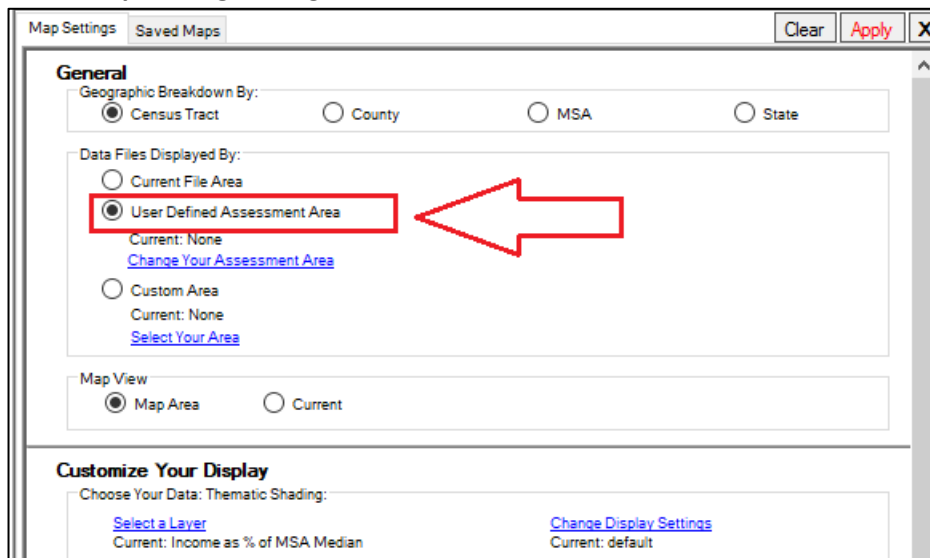 Map Settings Saved Maps Clear Apply X
General
Geographic Breakdown By:
Census Tract County MSA State
Data Files Displayed By:
Current File Area
User Defined Assessment Area
Current: None
Change Your Assessment Area
Custom Area
Current: None
Select Your Area
Map View
Map Area Current
Customize Your Display
Choose Your Data: Thematic Shading:
Select a Layer Change Display Settings
Current: Income as % of MSA Median Current: default